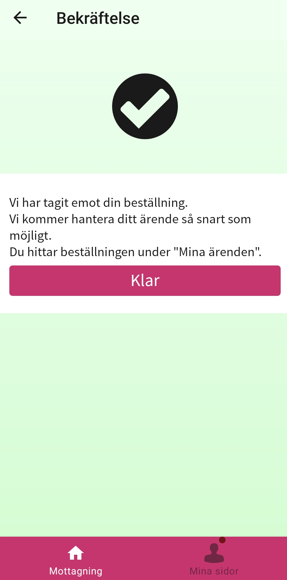 Bekräftelse
Vi har tagit emot din beställning.
Vi kommer hantera ditt ärende så snart som
möjligt.
Du hittar beställningen under "Mina ärenden".
Klar
Mottagning
Mina sidor